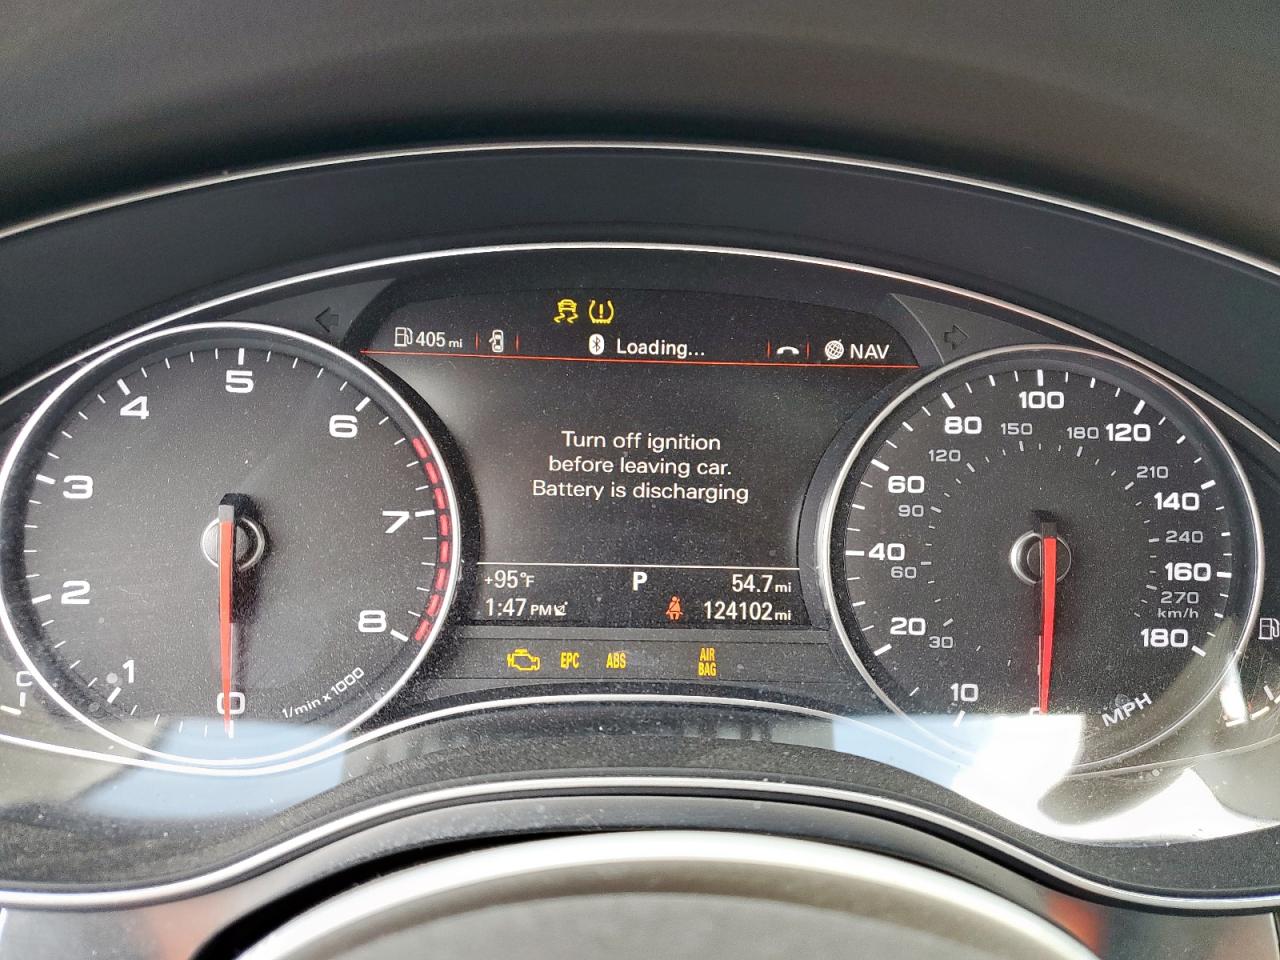 405 mi
Loading...
NAV
Turn off ignition
before leaving car.
Battery is discharging
+95°F
P
54.7 mi
1:47 PM
124102 mi
EPC
ABS
AIR
BAG
0
1
2
3
4
5
6
7
8
1/min x 1000
C
10
20
40
60
80
100
120
140
160
180
30
60
90
120
150
180
210
240
270
km/h
MPH